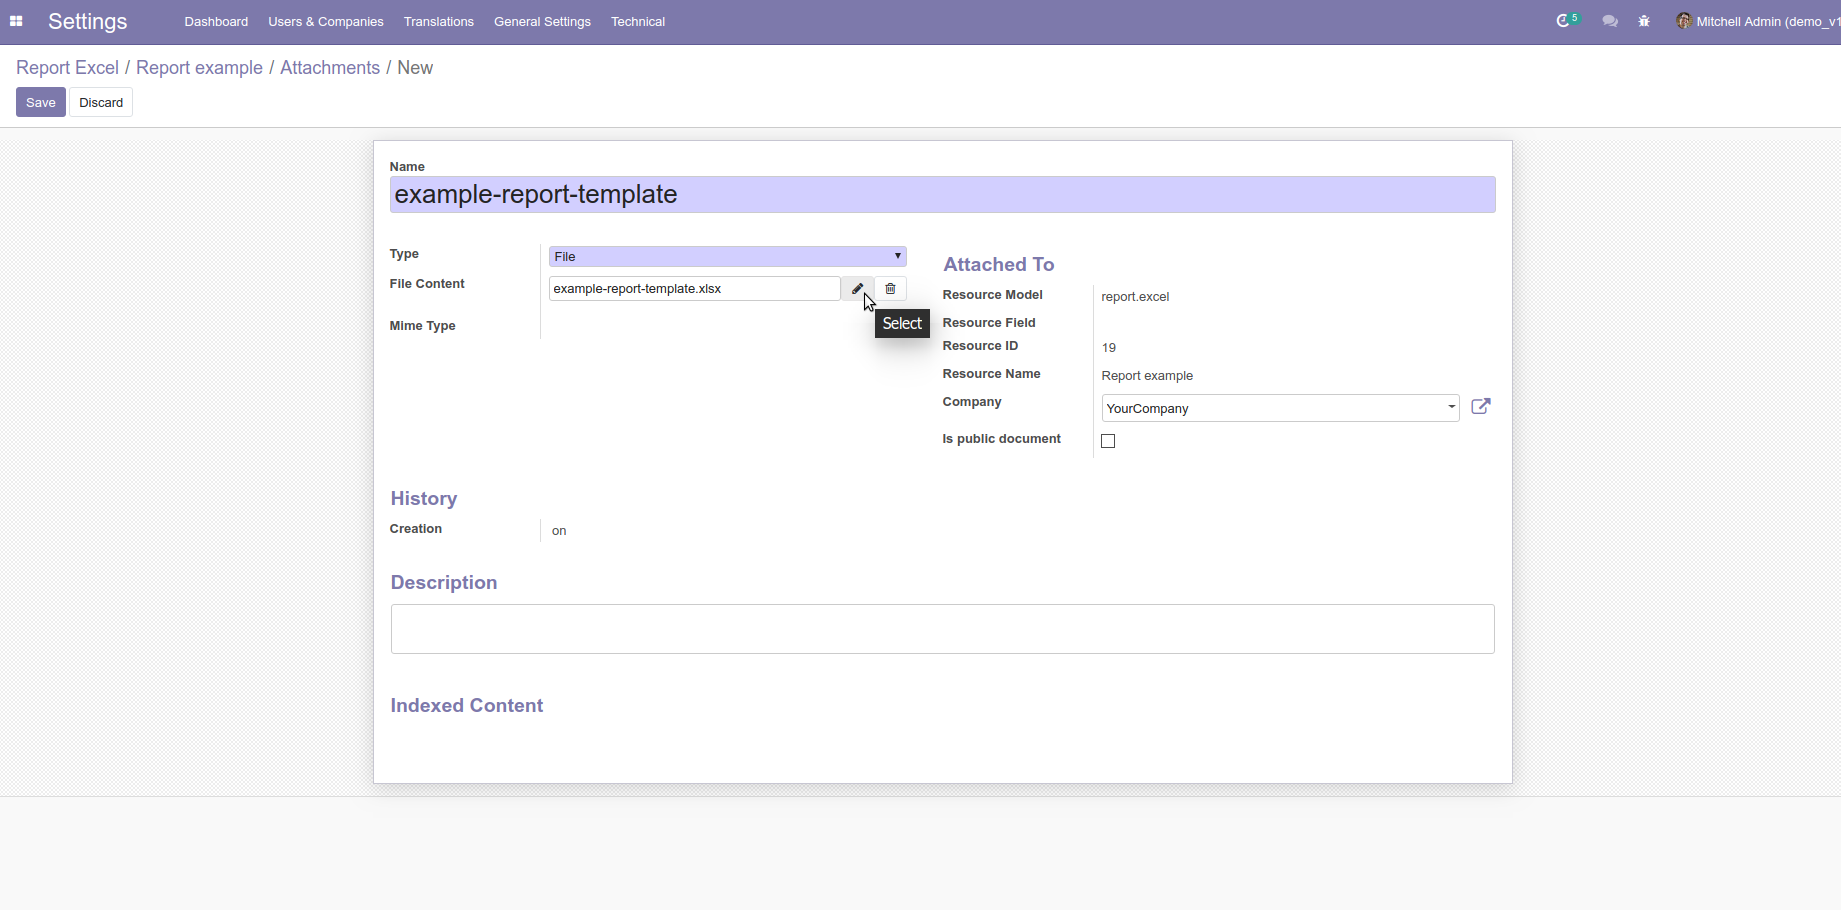 Settings Dashboard Users & Companies Translations General Settings Technical 5 Mitchell Admin (demo_v1
Report Excel / Report example / Attachments / New
Save Discard
Name
example-report-template
Type File
File Content example-report-template.xlsx
Select
Mime Type
Attached To
Resource Model report.excel
Resource Field
Resource ID 19
Resource Name Report example
Company YourCompany
Is public document
History
Creation on
Description
Indexed Content